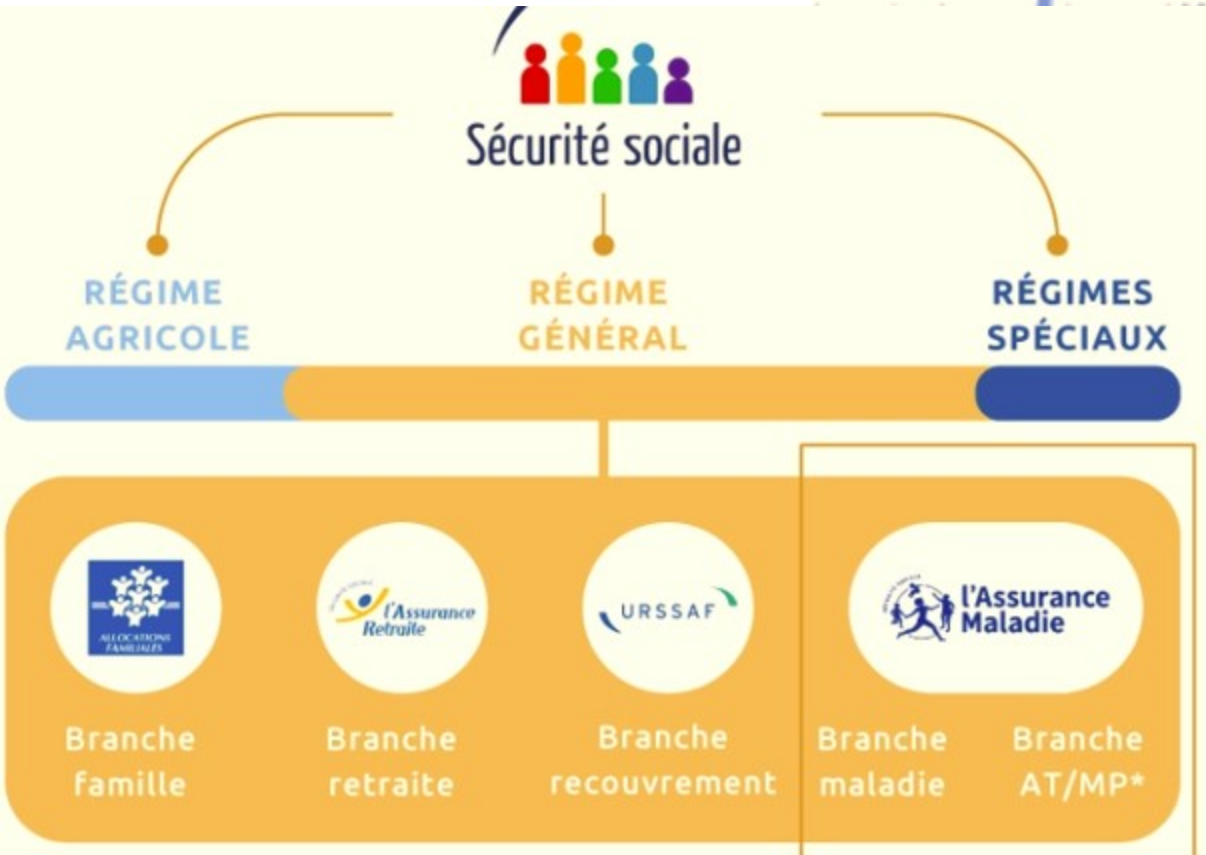 Sécurité sociale
RÉGIME
AGRICOLE
RÉGIME
GÉNÉRAL
RÉGIMES
SPÉCIAUX
ALLOCATIONS
FAMILIALES
l'Assurance
Retraite
URSSAF
l'Assurance
Maladie
Branche
famille
Branche
retraite
Branche
recouvrement
Branche
maladie
Branche
AT/MP*